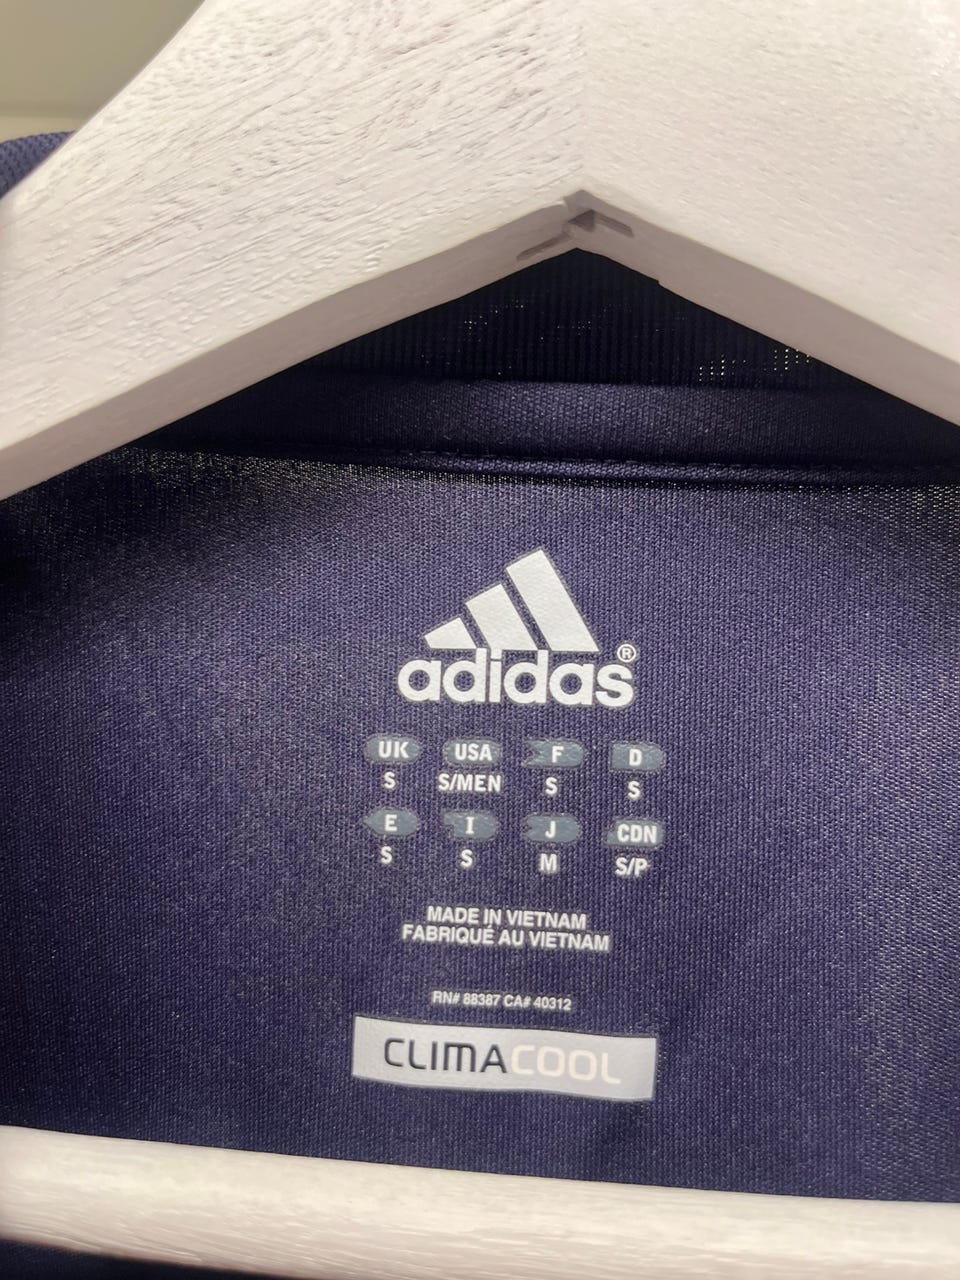 adidas®
UK USA F D
S S/MEN S S
E I J CDN
S S M S/P
MADE IN VIETNAM
FABRIQUÉ AU VIETNAM
RN# 88387 CA# 40312
CLIMACOOL